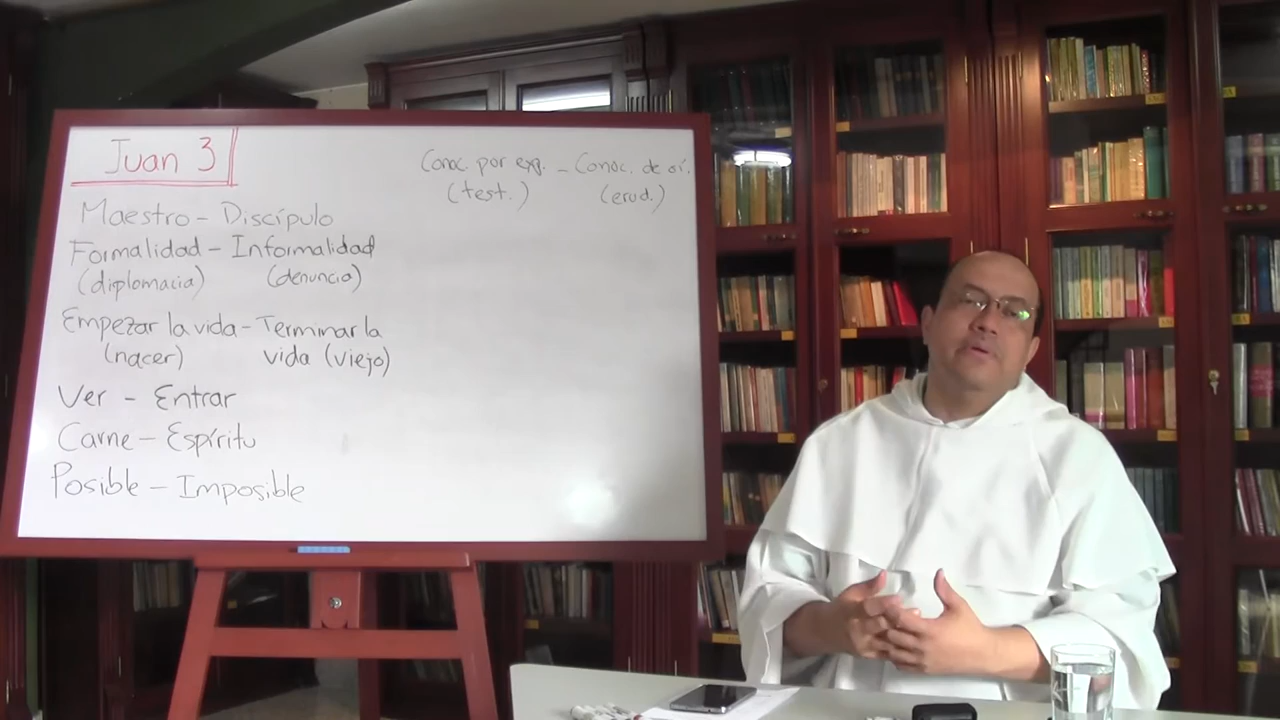 Juan 3
Maestro - Discípulo
Formalidad - Informalidad
(diplomacia) (denuncia)
Empezar la vida - Terminar la
(nacer) vida (viejo)
Ver - Entrar
Carne - Espíritu
Posible - Imposible
Conoc. por exp. - Conoc. de oí.
(test.) (erud.)